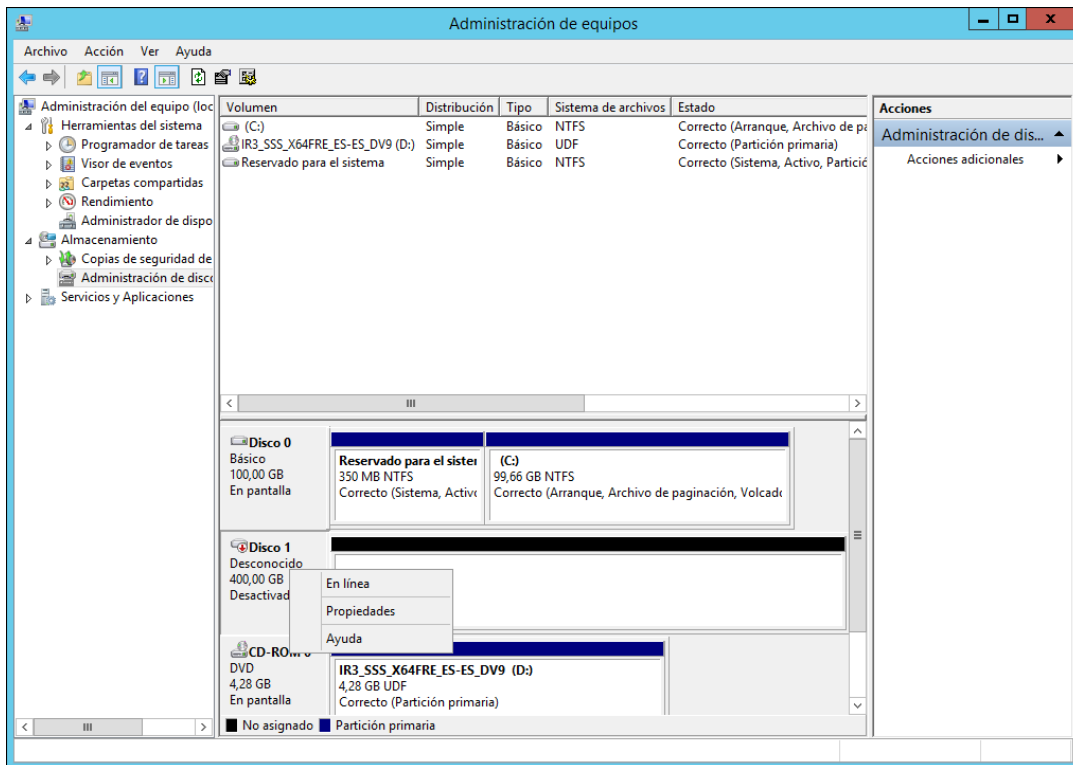 Administración de equipos
Archivo Acción Ver Ayuda
Administración del equipo (loc
Herramientas del sistema
Programador de tareas
Visor de eventos
Carpetas compartidas
Rendimiento
Administrador de dispo
Almacenamiento
Copias de seguridad de
Administración de disco
Servicios y Aplicaciones
Volumen Distribución Tipo Sistema de archivos Estado
(C:) Simple Básico NTFS Correcto (Arranque, Archivo de pa
IR3_SSS_X64FRE_ES-ES_DV9 (D:) Simple Básico UDF Correcto (Partición primaria)
Reservado para el sistema Simple Básico NTFS Correcto (Sistema, Activo, Partició
Disco 0
Básico
100,00 GB
En pantalla
Reservado para el sister
350 MB NTFS
Correcto (Sistema, Activo
(C:)
99,66 GB NTFS
Correcto (Arranque, Archivo de paginación, Volcado
Disco 1
Desconocido
400,00 GB
Desactivad
En línea
Propiedades
Ayuda
CD-ROM 0
DVD
4,28 GB
En pantalla
IR3_SSS_X64FRE_ES-ES_DV9 (D:)
4,28 GB UDF
Correcto (Partición primaria)
No asignado Partición primaria
Acciones
Administración de dis...
Acciones adicionales